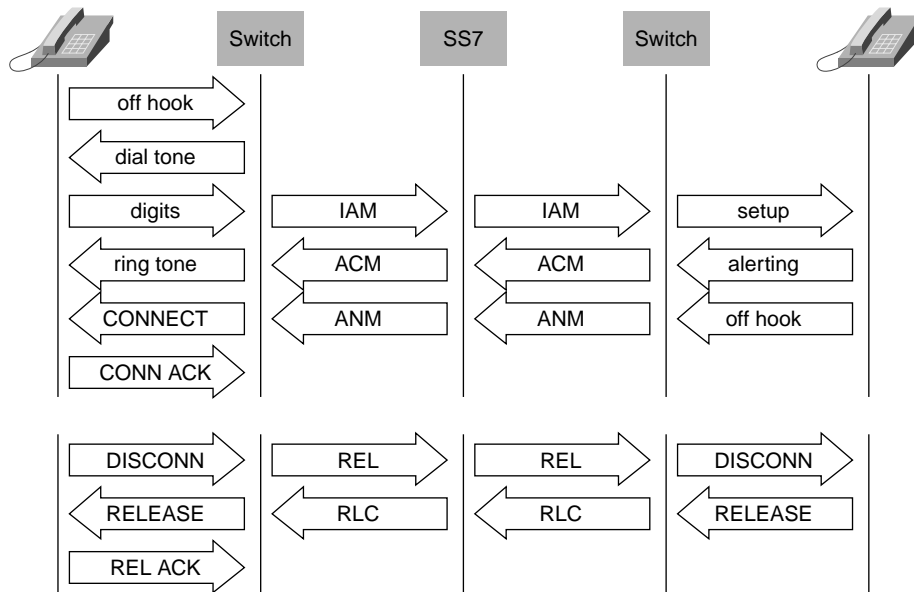 Switch SS7 Switch
off hook
dial tone
digits IAM IAM setup
ring tone ACM ACM alerting
CONNECT ANM ANM off hook
CONN ACK
DISCONN REL REL DISCONN
RELEASE RLC RLC RELEASE
REL ACK